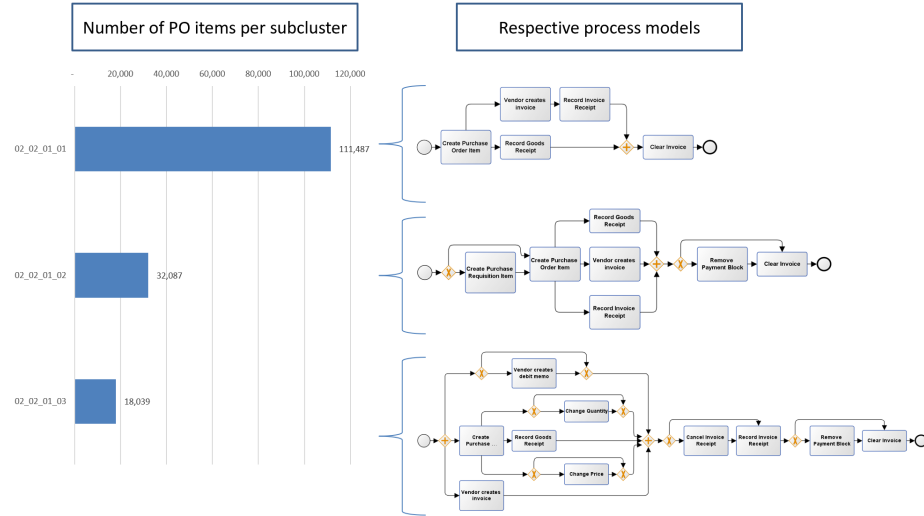 Number of PO items per subcluster
Respective process models
-
20,000
40,000
60,000
80,000
100,000
120,000
02_02_01_01
111,487
02_02_01_02
32,087
02_02_01_03
18,039
Vendor creates
invoice
Record Invoice
Receipt
Create Purchase
Order Item
Record Goods
Receipt
Clear Invoice
Record Goods
Receipt
Create Purchase
Requisition Item
Create Purchase
Order Item
Vendor creates
invoice
Remove
Payment Block
Clear Invoice
Record Invoice
Receipt
Vendor creates
debit memo
Change Quantity
Create
Purchase ...
Record Goods
Receipt
Cancel Invoice
Receipt
Record Invoice
Receipt
Remove
Payment Block
Clear Invoice
Change Price
Vendor creates
invoice